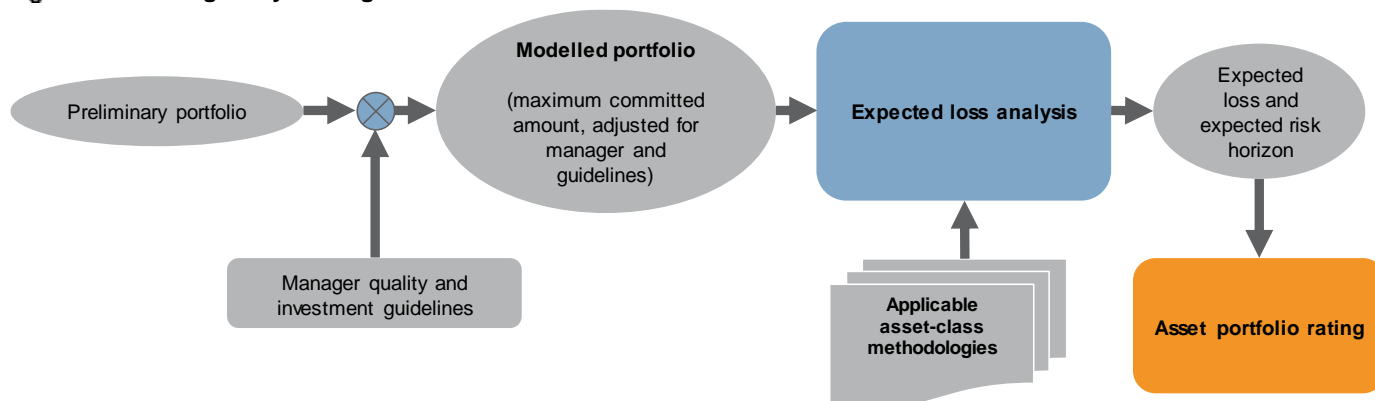 Preliminary portfolio
Modelled portfolio
(maximum committed
amount, adjusted for
manager and
guidelines)
Expected loss analysis
Expected
loss and
expected risk
horizon
Manager quality and
investment guidelines
Applicable
asset-class
methodologies
Asset portfolio rating